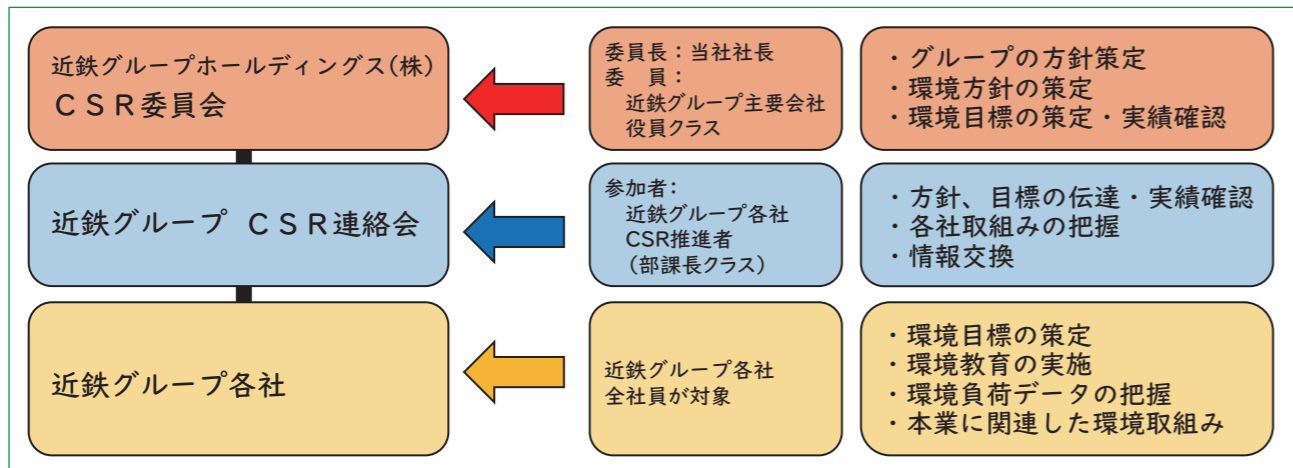 近鉄グループホールディングス(株)
ＣＳＲ委員会
委員長：当社社長
委　員：
近鉄グループ主要会社
役員クラス
・グループの方針策定
・環境方針の策定
・環境目標の策定・実績確認
近鉄グループ ＣＳＲ連絡会
参加者：
近鉄グループ各社
CSR推進者
（部課長クラス）
・方針、目標の伝達・実績確認
・各社取組みの把握
・情報交換
近鉄グループ各社
近鉄グループ各社
全社員が対象
・環境目標の策定
・環境教育の実施
・環境負荷データの把握
・本業に関連した環境取組み